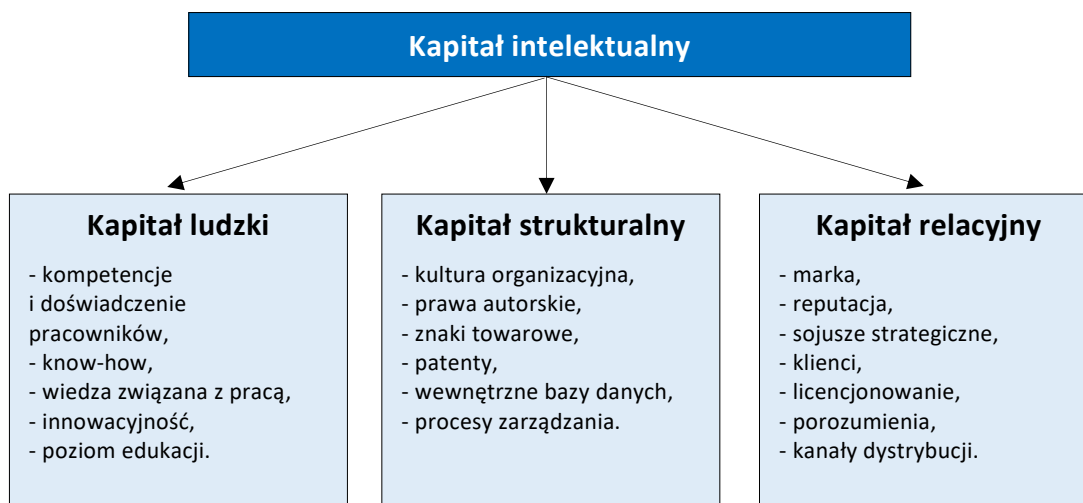 Kapitał intelektualny
Kapitał ludzki
- kompetencje
i doświadczenie
pracowników,
- know-how,
- wiedza związana z pracą,
- innowacyjność,
- poziom edukacji.
Kapitał strukturalny
- kultura organizacyjna,
- prawa autorskie,
- znaki towarowe,
- patenty,
- wewnętrzne bazy danych,
- procesy zarządzania.
Kapitał relacyjny
- marka,
- reputacja,
- sojusze strategiczne,
- klienci,
- licencjonowanie,
- porozumienia,
- kanały dystrybucji.